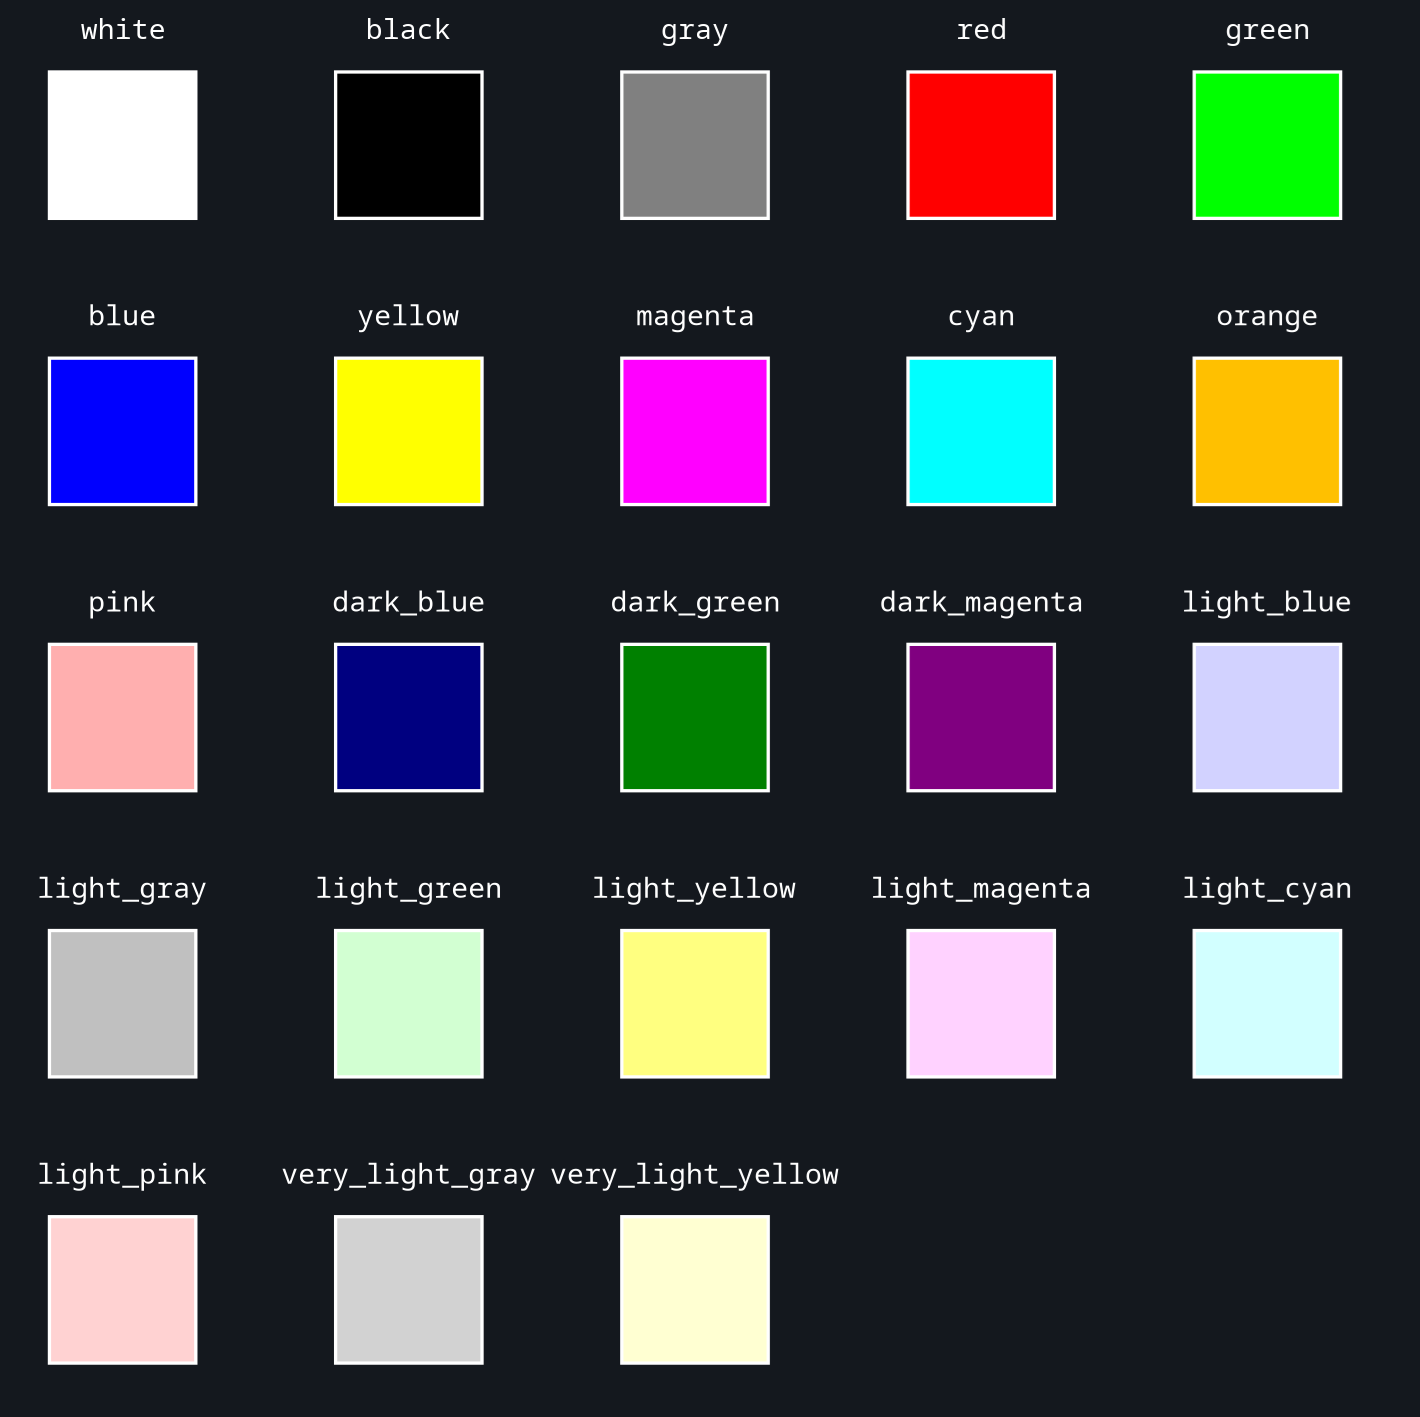 white black gray red green
blue yellow magenta cyan orange
pink dark_blue dark_green dark_magenta light_blue
light_gray light_green light_yellow light_magenta light_cyan
light_pink very_light_gray very_light_yellow